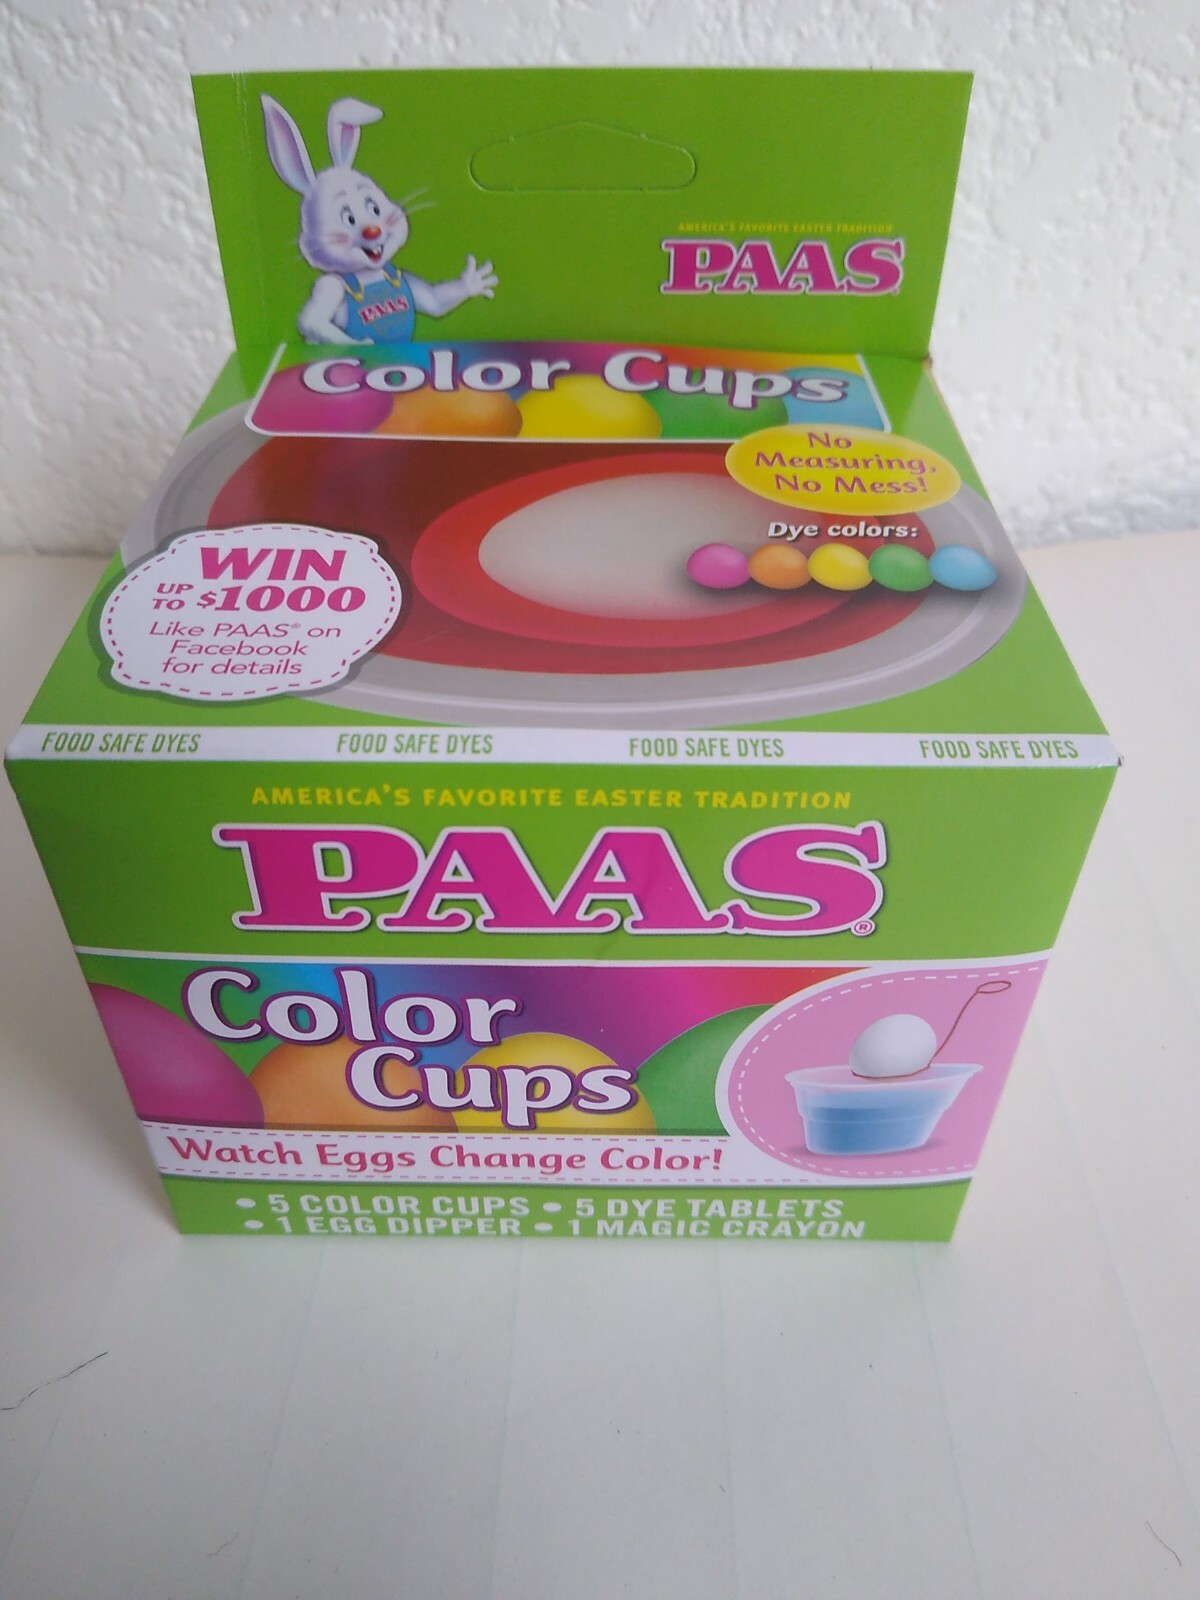 AMERICA'S FAVORITE EASTER TRADITION
PAAS
PAAS
Color Cups
No
Measuring,
No Mess!
Dye colors:
WIN
UP TO $1000
Like PAAS® on
Facebook
for details
FOOD SAFE DYES FOOD SAFE DYES FOOD SAFE DYES FOOD SAFE DYES
AMERICA'S FAVORITE EASTER TRADITION
PAAS®
Color
Cups
Watch Eggs Change Color!
• 5 COLOR CUPS • 5 DYE TABLETS
• 1 EGG DIPPER • 1 MAGIC CRAYON